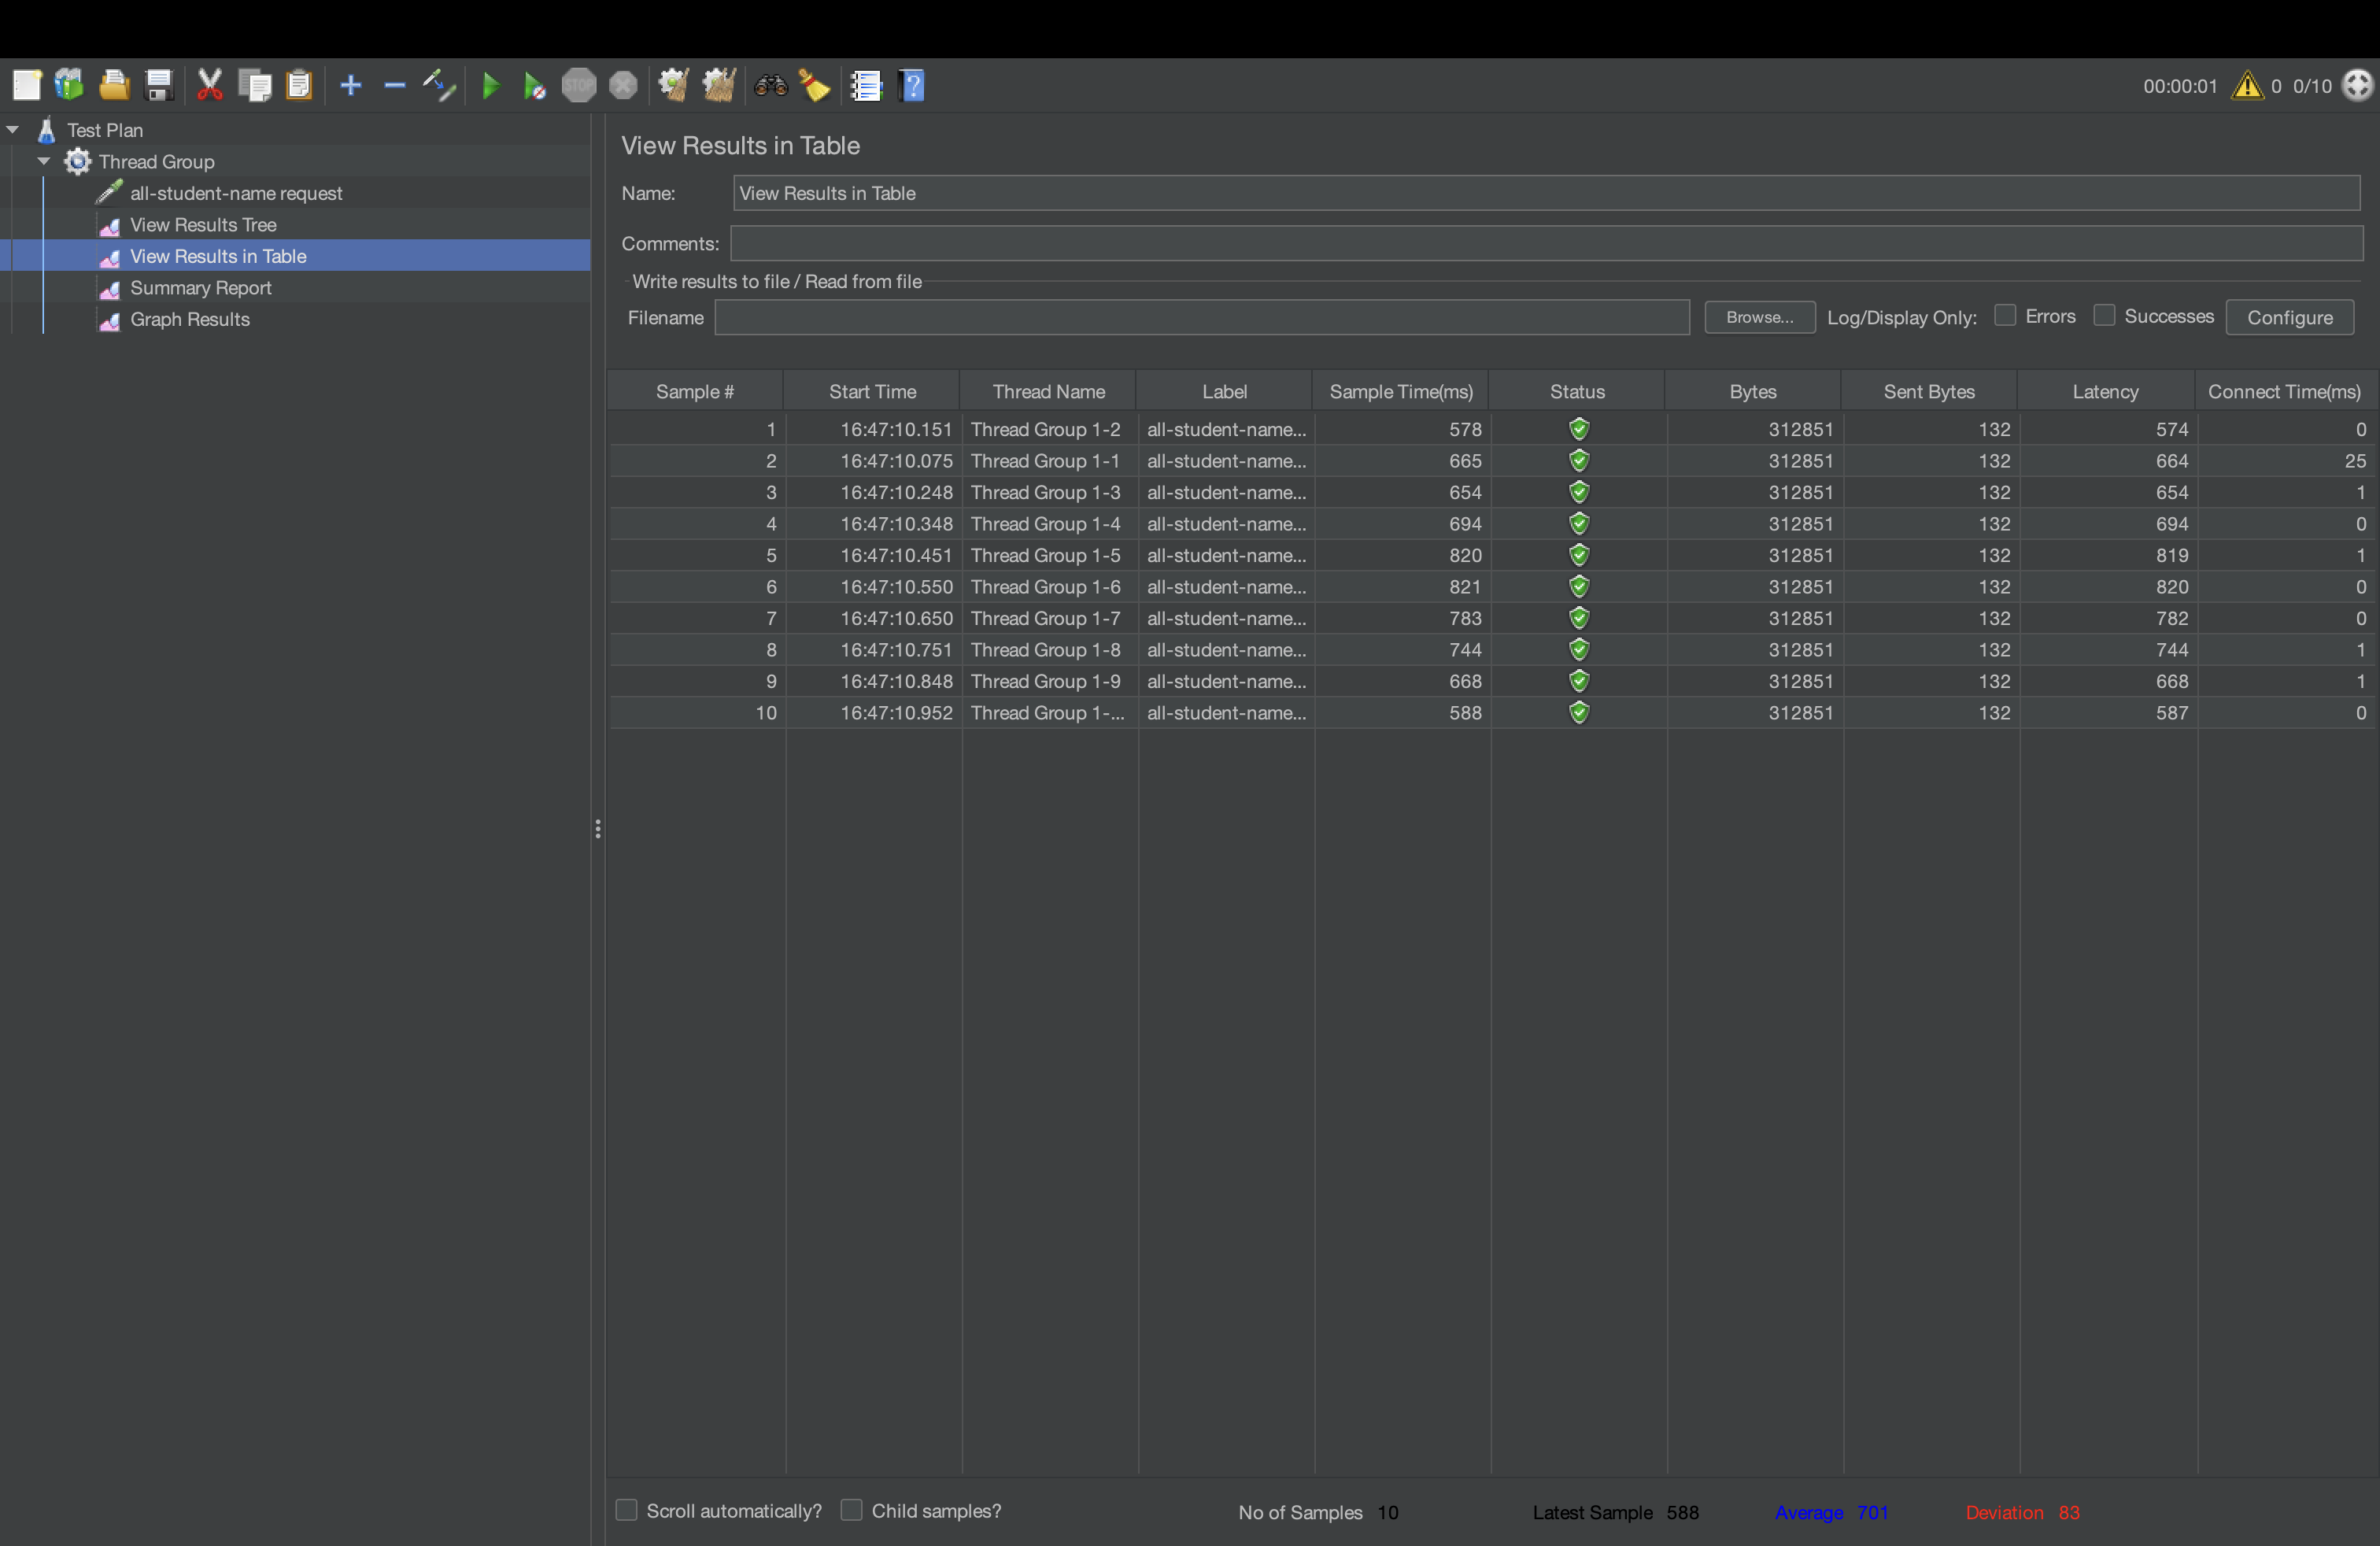 STOP
00:00:01 0 0/10
Test Plan
Thread Group
all-student-name request
View Results Tree
View Results in Table
Summary Report
Graph Results
View Results in Table
Name: View Results in Table
Comments:
Write results to file / Read from file
Filename Browse... Log/Display Only: Errors Successes Configure
Sample # Start Time Thread Name Label Sample Time(ms) Status Bytes Sent Bytes Latency Connect Time(ms)
1 16:47:10.151 Thread Group 1-2 all-student-name... 578 312851 132 574 0
2 16:47:10.075 Thread Group 1-1 all-student-name... 665 312851 132 664 25
3 16:47:10.248 Thread Group 1-3 all-student-name... 654 312851 132 654 1
4 16:47:10.348 Thread Group 1-4 all-student-name... 694 312851 132 694 0
5 16:47:10.451 Thread Group 1-5 all-student-name... 820 312851 132 819 1
6 16:47:10.550 Thread Group 1-6 all-student-name... 821 312851 132 820 0
7 16:47:10.650 Thread Group 1-7 all-student-name... 783 312851 132 782 0
8 16:47:10.751 Thread Group 1-8 all-student-name... 744 312851 132 744 1
9 16:47:10.848 Thread Group 1-9 all-student-name... 668 312851 132 668 1
10 16:47:10.952 Thread Group 1-... all-student-name... 588 312851 132 587 0
Scroll automatically? Child samples? No of Samples 10 Latest Sample 588 Average 701 Deviation 83